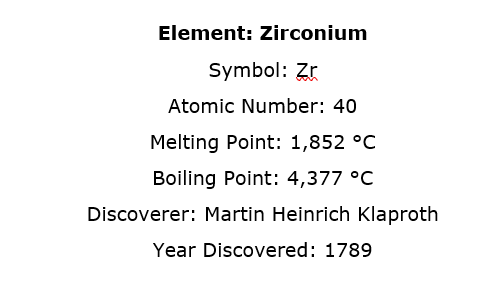 Element: Zirconium
Symbol: Zr
Atomic Number: 40
Melting Point: 1,852 °C
Boiling Point: 4,377 °C
Discoverer: Martin Heinrich Klaproth
Year Discovered: 1789